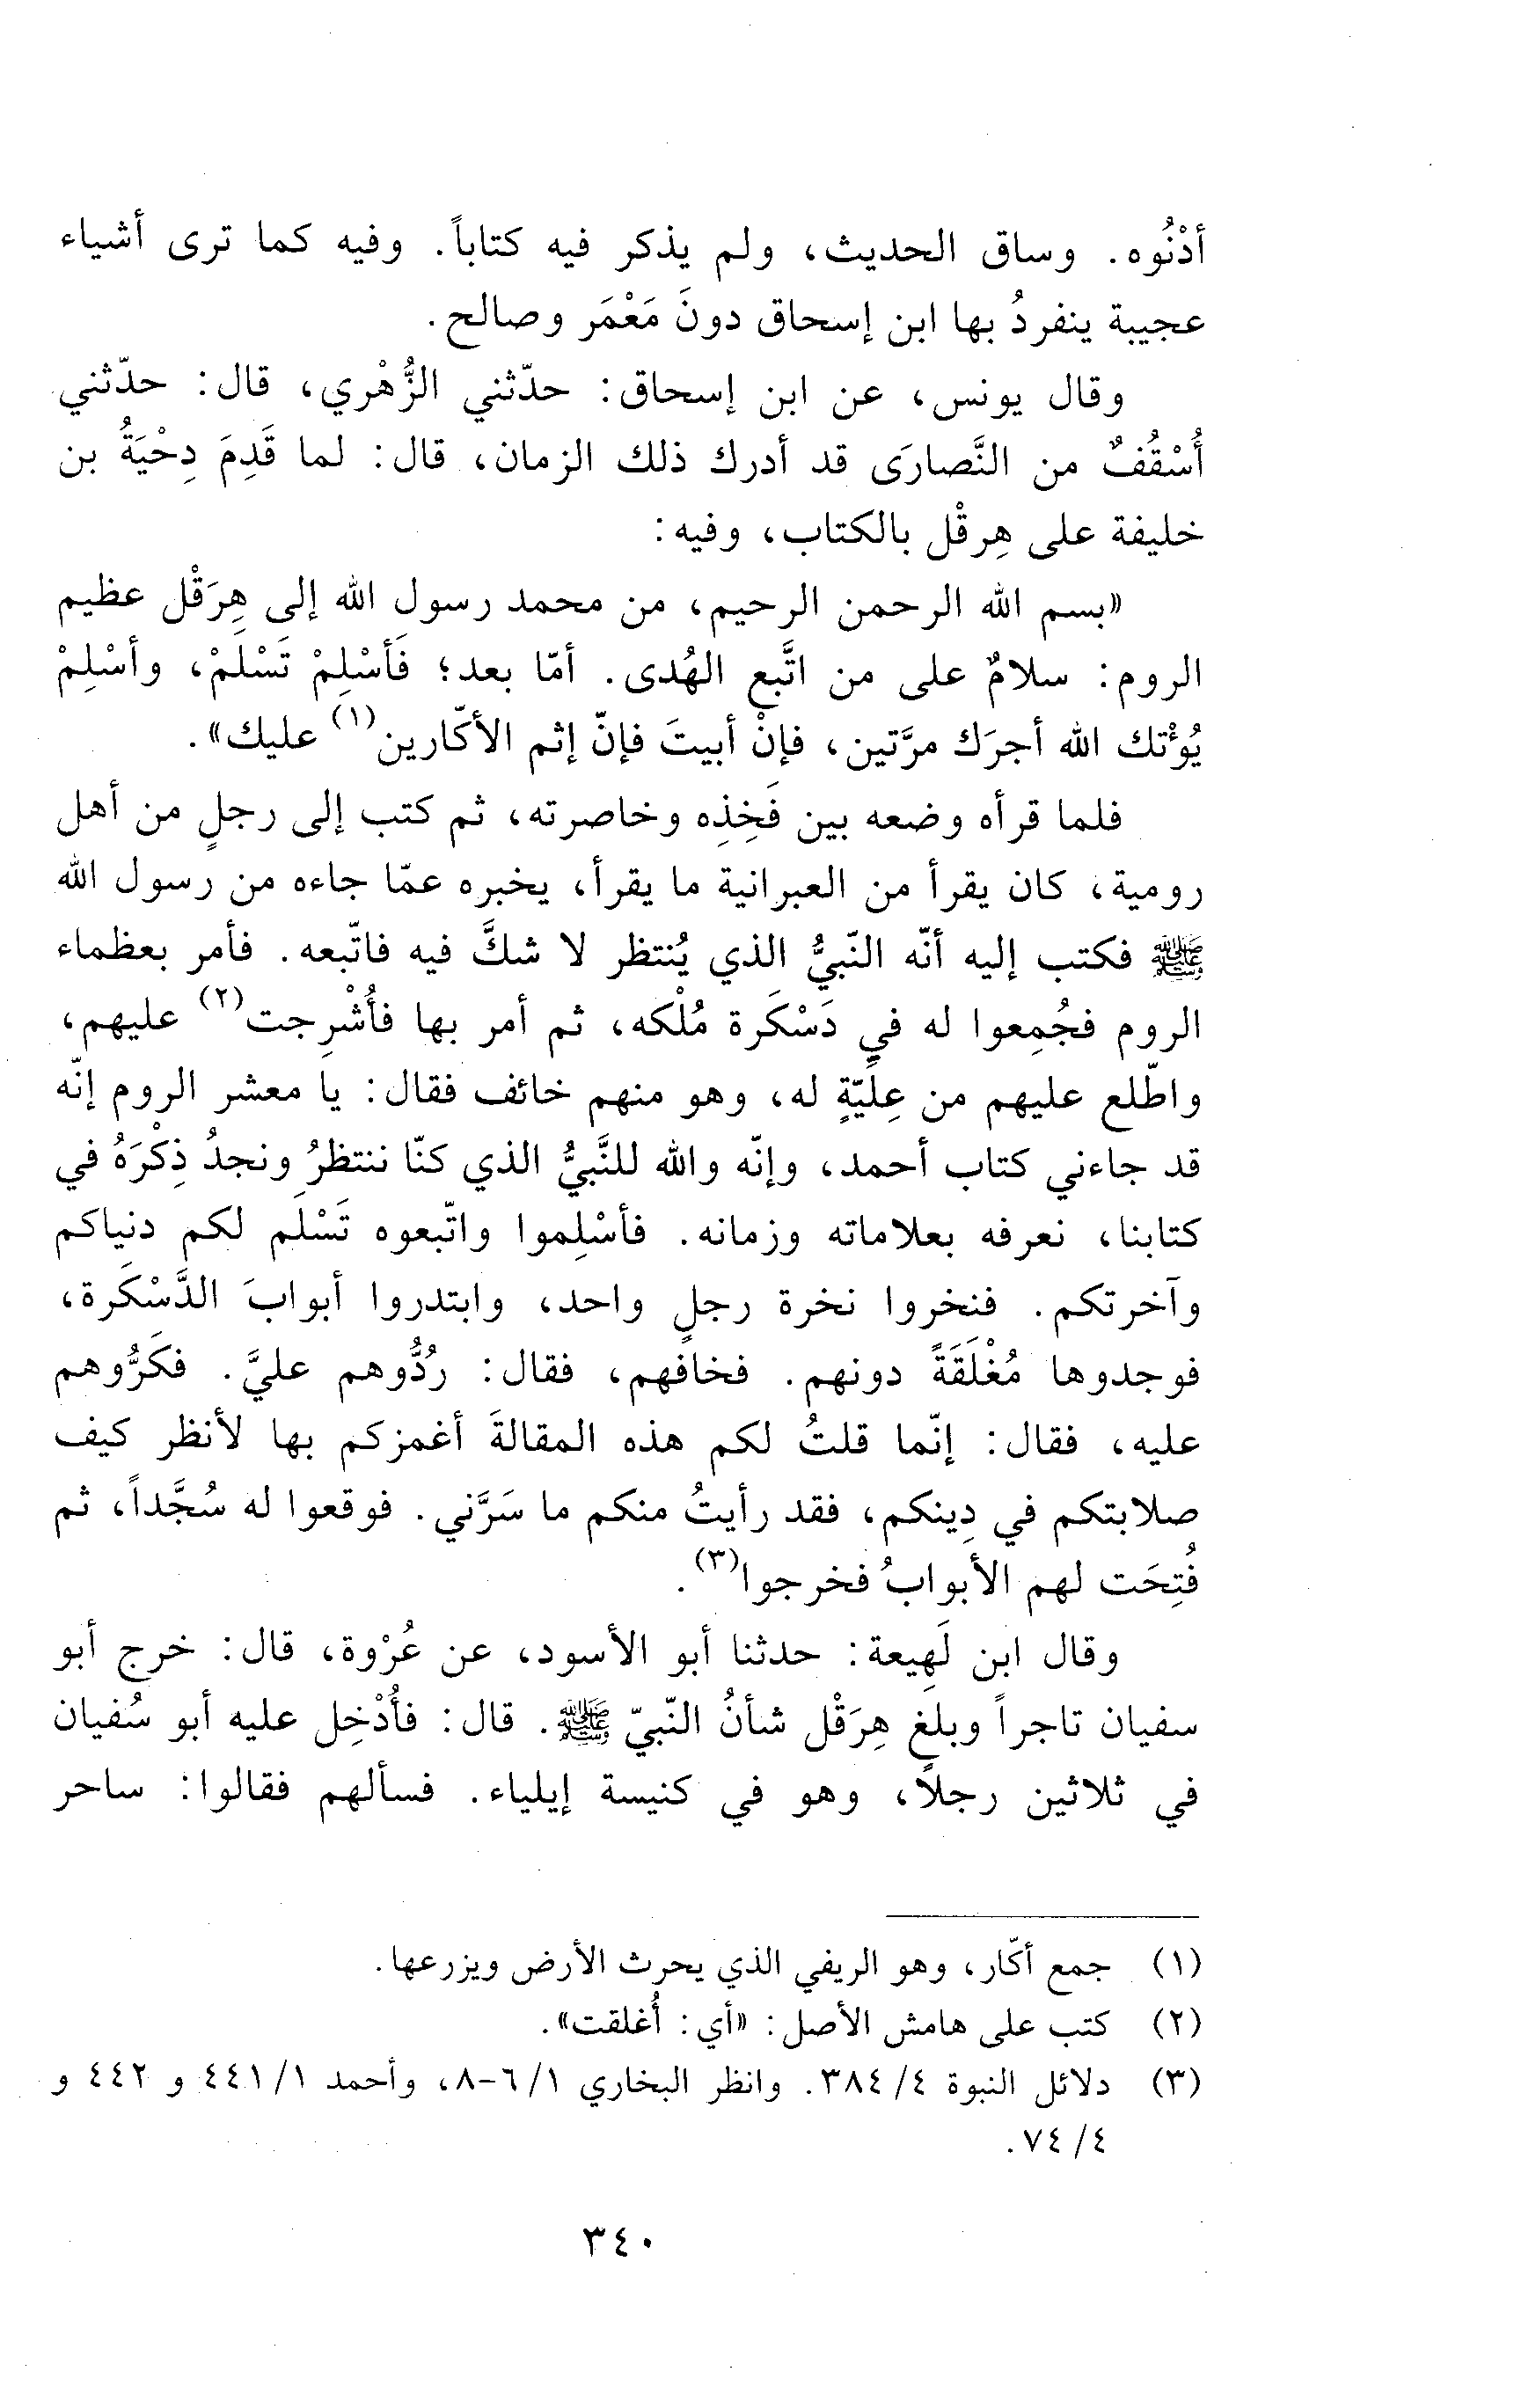 أدْنُوه. وساق الحديث، ولم يذكر فيه كتاباً. وفيه كما ترى أشياء
عجيبة ينفردُ بها ابن إسحاق دونَ مَعْمَر وصالح.
وقال يونس، عن ابن إسحاق: حدّثني الزُّهْري، قال: حدّثني
أُسْقُفٌ من النَّصارَى قد أدرك ذلك الزمان، قال: لما قَدِمَ دِحْيَةُ بن
خليفة على هِرقْل بالكتاب، وفيه:
«بسم الله الرحمن الرحيم، من محمد رسول الله إلى هِرَقْل عظيم
الروم: سلامٌ على من اتَّبع الهُدى. أمّا بعد؛ فَأسْلِمْ تَسْلَمْ، وأسْلِمْ
يُؤْتك الله أجرَك مرَّتين، فإنْ أبيتَ فإنّ إثم الأكّارين(١) عليك».
فلما قرأه وضعه بين فَخِذِه وخاصرته، ثم كتب إلى رجلٍ من أهل
رومية، كان يقرأ من العبرانية ما يقرأ، يخبره عمّا جاءه من رسول الله
ﷺ فكتب إليه أنّه النّبيُّ الذي يُنتظر لا شكَّ فيه فاتّبعه. فأمر بعظماء
الروم فجُمِعوا له في دَسْكَرة مُلْكه، ثم أمر بها فأُشْرِجت(٢) عليهم،
واطّلع عليهم من عِلِّيّةٍ له، وهو منهم خائف فقال: يا معشر الروم إنّه
قد جاءني كتاب أحمد، وإنّه والله للنَّبيُّ الذي كنّا ننتظرُ ونجدُ ذِكْرَهُ في
كتابنا، نعرفه بعلاماته وزمانه. فأسْلِموا واتّبعوه تَسْلَم لكم دنياكم
وآخرتكم. فنخروا نخرة رجلٍ واحد، وابتدروا أبوابَ الدَّسْكَرة،
فوجدوها مُغْلَقَةً دونهم. فخافهم، فقال: رُدُّوهم عليَّ. فكَرُّوهم
عليه، فقال: إنّما قلتُ لكم هذه المقالةَ أغمزكم بها لأنظر كيف
صلابتكم في دِينكم، فقد رأيتُ منكم ما سَرَّني. فوقعوا له سُجَّداً، ثم
فُتِحَت لهم الأبوابُ فخرجوا(٣).
وقال ابن لَهِيعة: حدثنا أبو الأسود، عن عُرْوة، قال: خرج أبو
سفيان تاجراً وبلغ هِرَقْل شأنُ النّبيّ ﷺ. قال: فأُدْخِل عليه أبو سُفيان
في ثلاثين رجلاً، وهو في كنيسة إيلياء. فسألهم فقالوا: ساحر
(١) جمع أكّار، وهو الريفي الذي يحرث الأرض ويزرعها.
(٢) كتب على هامش الأصل: «أي: أُغلقت».
(٣) دلائل النبوة ٤/ ٣٨٤. وانظر البخاري ١/ ٦-٨، وأحمد ١/ ٤٤١ و ٤٤٢ و
٤/ ٧٤.
٣٤٠